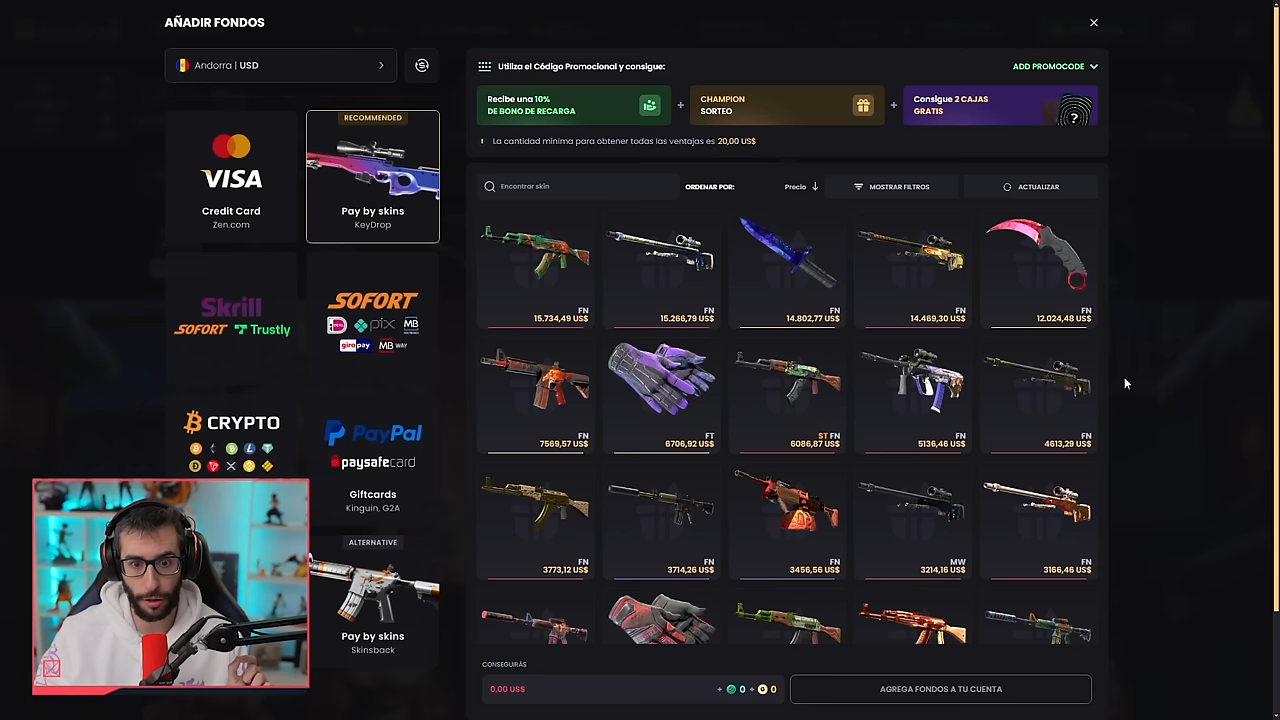 AÑADIR FONDOS
Andorra | USD
Utiliza el Código Promocional y consigue:
ADD PROMOCODE
Recibe una 10%
DE BONO DE RECARGA
+
CHAMPION
SORTEO
+
Consigue 2 CAJAS
GRATIS
?
! La cantidad mínima para obtener todas las ventajas es 20,00 US$
VISA
Credit Card
Zen.com
RECOMMENDED
Pay by skins
KeyDrop
Skrill
SOFORT Trustly
SOFORT
iDEAL pix MB
giropay MB WAY
CRYPTO
PayPal
paysafecard
Giftcards
Kinguin, G2A
ALTERNATIVE
Pay by skins
Skinsback
Encontrar skin
ORDENAR POR:
Precio
MOSTRAR FILTROS
ACTUALIZAR
FN
15.734,49 US$
FN
15.266,79 US$
FN
14.802,77 US$
FN
14.469,30 US$
FN
12.024,48 US$
FN
7569,57 US$
FT
6706,92 US$
ST FN
6086,87 US$
FN
5136,46 US$
FN
4613,29 US$
FN
3773,12 US$
FN
3714,26 US$
FN
3456,56 US$
MW
3214,16 US$
FN
3166,46 US$
CONSEGUIRÁS
0,00 US$
+ 0 + G 0
AGREGA FONDOS A TU CUENTA